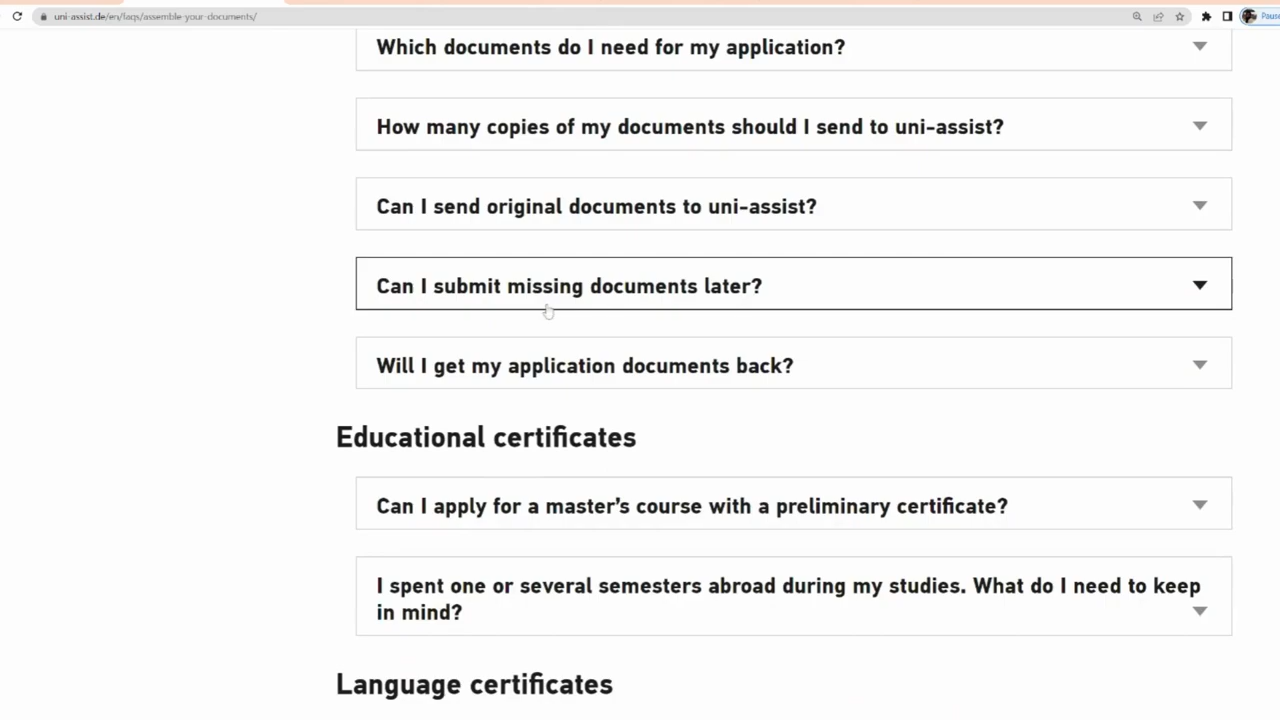 uni-assist.de/en/faqs/assemble-your-documents/
Paused
Which documents do I need for my application?
How many copies of my documents should I send to uni-assist?
Can I send original documents to uni-assist?
Can I submit missing documents later?
Will I get my application documents back?
Educational certificates
Can I apply for a master's course with a preliminary certificate?
I spent one or several semesters abroad during my studies. What do I need to keep
in mind?
Language certificates